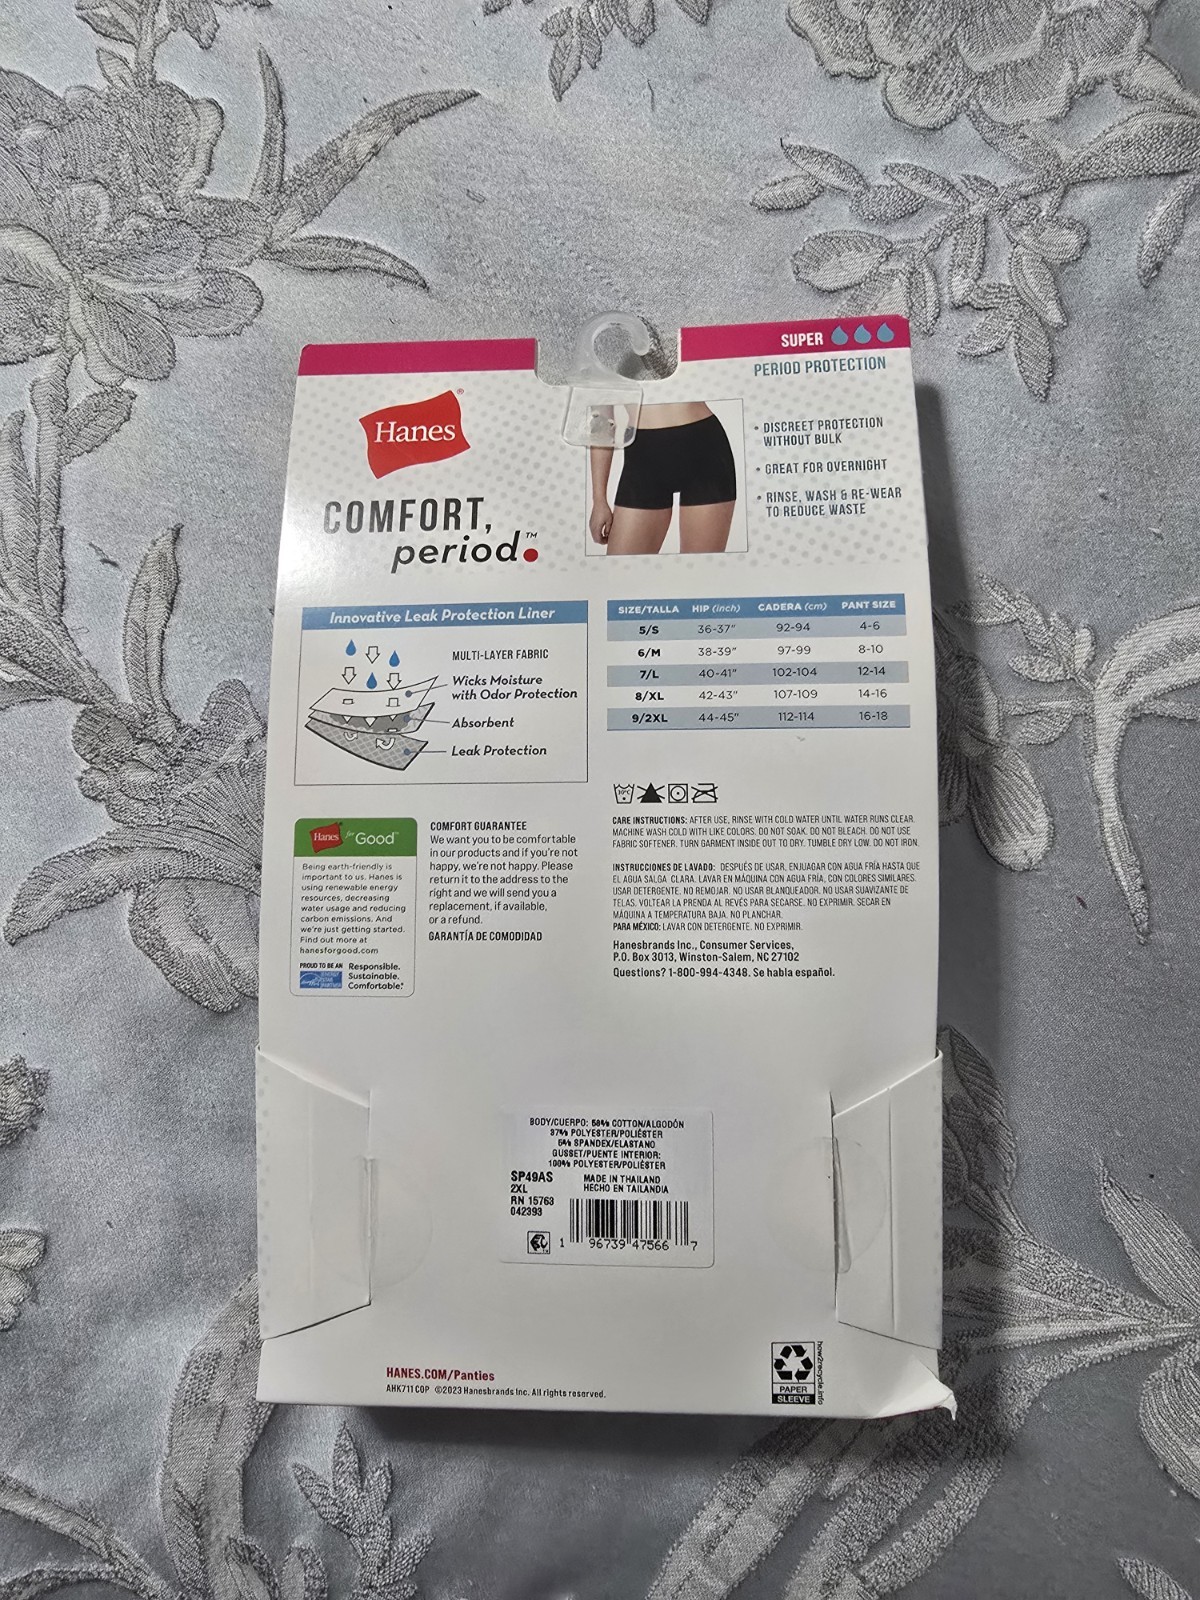 SUPER
PERIOD PROTECTION
Hanes®
COMFORT,
period.™
• DISCREET PROTECTION
WITHOUT BULK
• GREAT FOR OVERNIGHT
• RINSE, WASH & RE-WEAR
TO REDUCE WASTE
Innovative Leak Protection Liner
MULTI-LAYER FABRIC
Wicks Moisture
with Odor Protection
Absorbent
Leak Protection
SIZE/TALLA HIP (inch) CADERA (cm) PANT SIZE
5/S 36-37" 92-94 4-6
6/M 38-39" 97-99 8-10
7/L 40-41" 102-104 12-14
8/XL 42-43" 107-109 14-16
9/2XL 44-45" 112-114 16-18
Hanes for Good™
Being earth-friendly is
important to us. Hanes is
using renewable energy
resources, decreasing
water usage and reducing
carbon emissions. And
we're just getting started.
Find out more at
hanesforgood.com
PROUD TO BE AN
Responsible.
Sustainable.
Comfortable.
COMFORT GUARANTEE
We want you to be comfortable
in our products and if you're not
happy, we're not happy. Please
return it to the address to the
right and we will send you a
replacement, if available,
or a refund.
GARANTÍA DE COMODIDAD
30°C
CARE INSTRUCTIONS: AFTER USE, RINSE WITH COLD WATER UNTIL WATER RUNS CLEAR.
MACHINE WASH COLD WITH LIKE COLORS. DO NOT SOAK. DO NOT BLEACH. DO NOT USE
FABRIC SOFTENER. TURN GARMENT INSIDE OUT TO DRY. TUMBLE DRY LOW. DO NOT IRON.
INSTRUCCIONES DE LAVADO: DESPUÉS DE USAR, ENJUAGAR CON AGUA FRÍA HASTA QUE
EL AGUA SALGA CLARA. LAVAR EN MÁQUINA CON AGUA FRÍA, CON COLORES SIMILARES.
USAR DETERGENTE. NO REMOJAR. NO USAR BLANQUEADOR. NO USAR SUAVIZANTE DE
TELAS. VOLTEAR LA PRENDA AL REVÉS PARA SECARSE. NO EXPRIMIR. SECAR EN
MÁQUINA A TEMPERATURA BAJA. NO PLANCHAR.
PARA MÉXICO: LAVAR CON DETERGENTE. NO EXPRIMIR.
Hanesbrands Inc., Consumer Services,
P.O. Box 3013, Winston-Salem, NC 27102
Questions? 1-800-994-4348. Se habla español.
BODY/CUERPO: 58% COTTON/ALGODÓN
37% POLYESTER/POLIÉSTER
5% SPANDEX/ELASTANO
GUSSET/PUENTE INTERIOR:
100% POLYESTER/POLIÉSTER
SP49AS
2XL
RN 15763
042393
MADE IN THAILAND
HECHO EN TAILANDIA
1 96739 47566 7
HANES.COM/Panties
AHK711 COP ©2023 Hanesbrands Inc. All rights reserved.
PAPER
SLEEVE
how2recycle.info